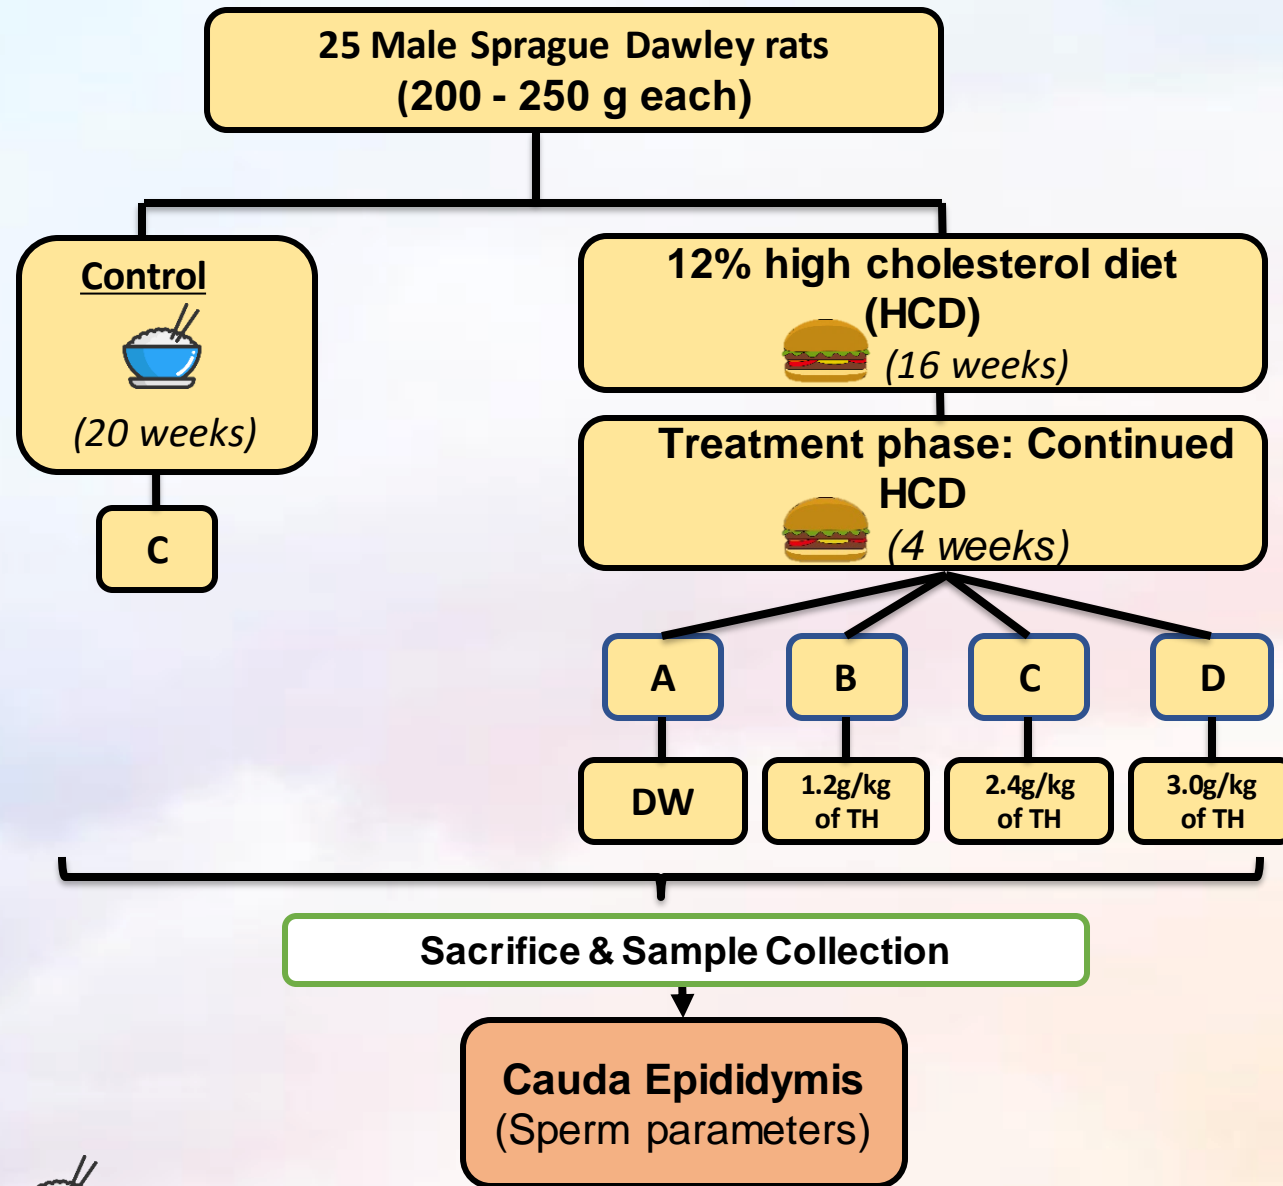 25 Male Sprague Dawley rats
(200 - 250 g each)
Control
(20 weeks)
C
12% high cholesterol diet
(HCD)
(16 weeks)
Treatment phase: Continued
HCD
(4 weeks)
A
B
C
D
DW
1.2g/kg
of TH
2.4g/kg
of TH
3.0g/kg
of TH
Sacrifice & Sample Collection
Cauda Epididymis
(Sperm parameters)